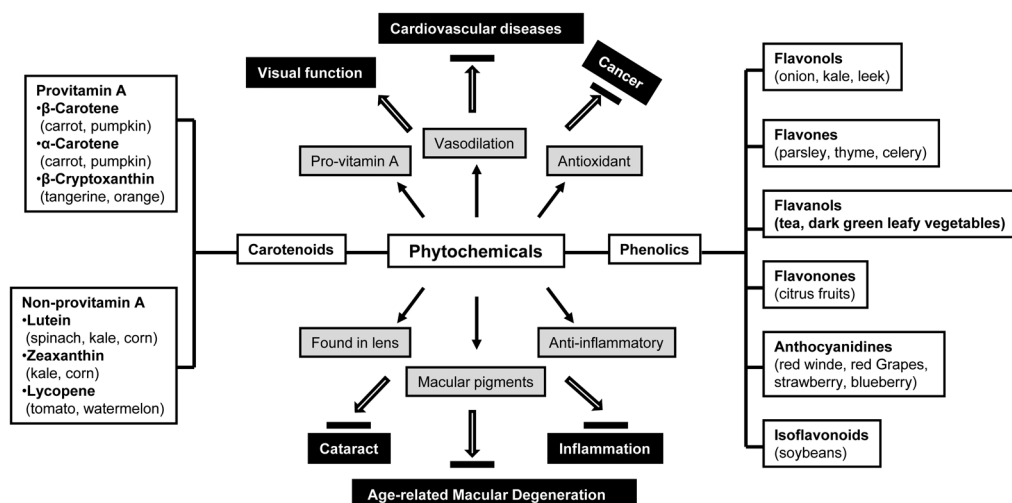 Cardiovascular diseases
Visual function
Cancer
Pro-vitamin A
Vasodilation
Antioxidant
Provitamin A
•β-Carotene
(carrot, pumpkin)
•α-Carotene
(carrot, pumpkin)
•β-Cryptoxanthin
(tangerine, orange)
Carotenoids
Phytochemicals
Phenolics
Non-provitamin A
•Lutein
(spinach, kale, corn)
•Zeaxanthin
(kale, corn)
•Lycopene
(tomato, watermelon)
Found in lens
Macular pigments
Anti-inflammatory
Cataract
Inflammation
Age-related Macular Degeneration
Flavonols
(onion, kale, leek)
Flavones
(parsley, thyme, celery)
Flavanols
(tea, dark green leafy vegetables)
Flavonones
(citrus fruits)
Anthocyanidines
(red winde, red Grapes,
strawberry, blueberry)
Isoflavonoids
(soybeans)